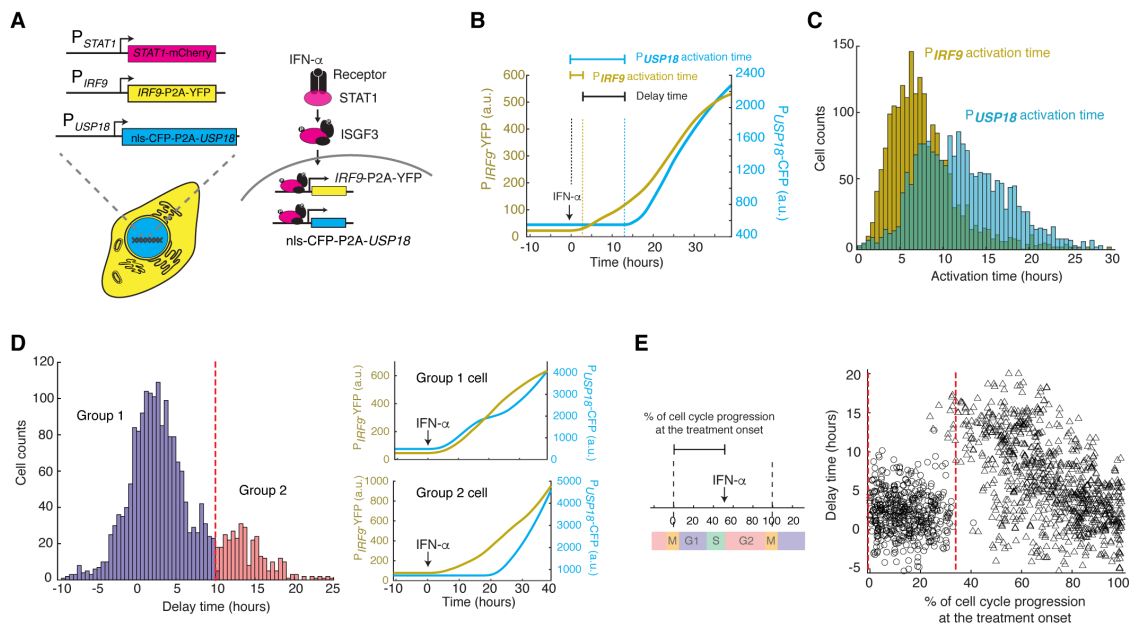 A
P STAT1
STAT1-mCherry
P IRF9
IRF9-P2A-YFP
P USP18
nls-CFP-P2A-USP18
IFN-α
Receptor
STAT1
ISGF3
IRF9-P2A-YFP
nls-CFP-P2A-USP18
B
P USP18 activation time
P IRF9 activation time
Delay time
P IRF9-YFP (a.u.)
600
500
400
300
200
100
0
IFN-α
2400
2000
1600
1200
800
400
P USP18-CFP (a.u.)
-10 0 10 20 30
Time (hours)
C
P IRF9 activation time
P USP18 activation time
Cell counts
150
100
50
0
0 5 10 15 20 25 30
Activation time (hours)
D
Cell counts
120
100
80
60
40
20
0
Group 1
Group 2
-10 -5 0 5 10 15 20 25
Delay time (hours)
P IRF9-YFP (a.u.)
600
400
200
0
Group 1 cell
IFN-α
4000
3000
2000
1000
0
P USP18-CFP (a.u.)
P IRF9-YFP (a.u.)
1000
800
600
400
200
0
Group 2 cell
IFN-α
5000
4000
3000
2000
1000
P USP18-CFP (a.u.)
-10 0 10 20 30 40
Time (hours)
E
% of cell cycle progression
at the treatment onset
IFN-α
0 20 40 60 80 100 20
M G1 S G2 M
Delay time (hours)
20
15
10
5
0
-5
0 20 40 60 80 100
% of cell cycle progression
at the treatment onset